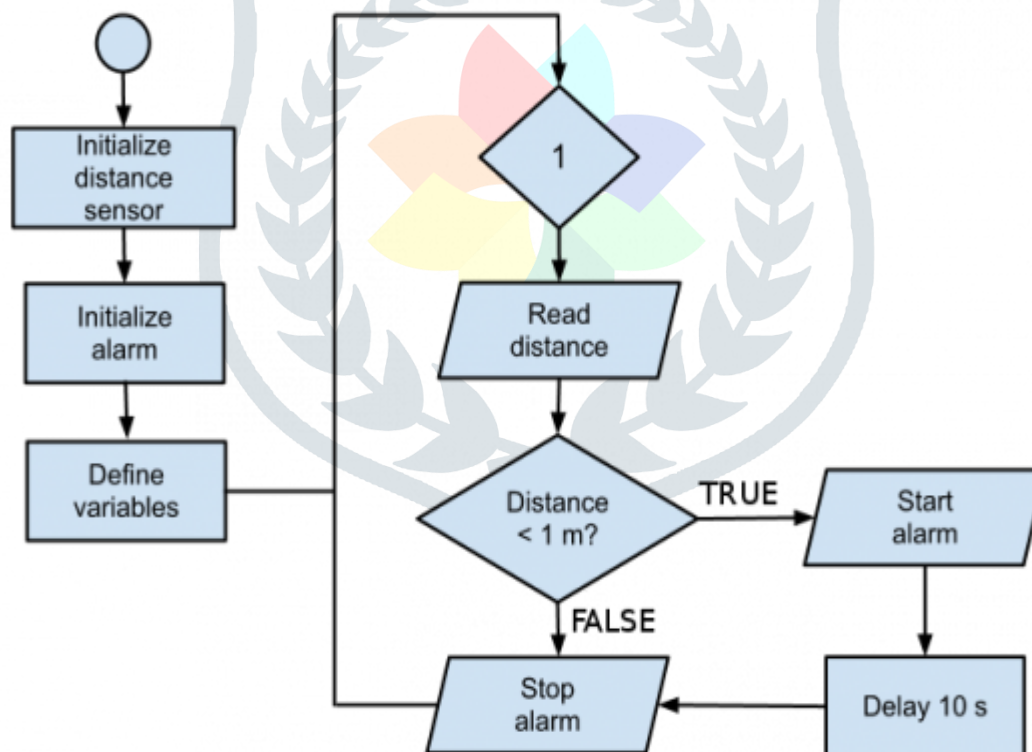 Initialize
distance
sensor
Initialize
alarm
Define
variables
1
Read
distance
Distance
< 1 m?
TRUE
FALSE
Start
alarm
Delay 10 s
Stop
alarm